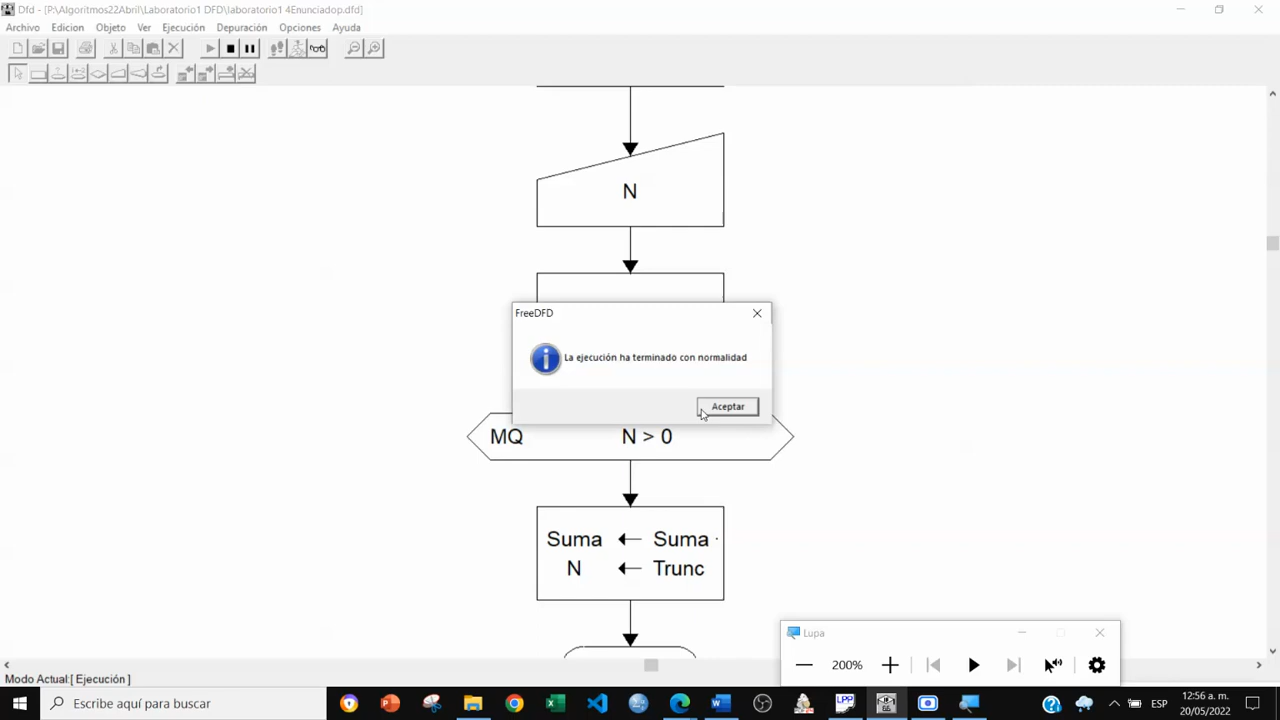 Dfd - [P:\Algoritmos22Abril\Laboratorio1 DFD\laboratorio1 4Enunciadop.dfd]
Archivo Edicion Objeto Ver Ejecución Depuración Opciones Ayuda
N
FreeDFD
La ejecución ha terminado con normalidad
Aceptar
MQ N > 0
Suma ← Suma
N ← Trunc
Lupa
200%
Modo Actual:[ Ejecución ]
Escribe aquí para buscar
LPP
ESP
12:56 a. m.
20/05/2022